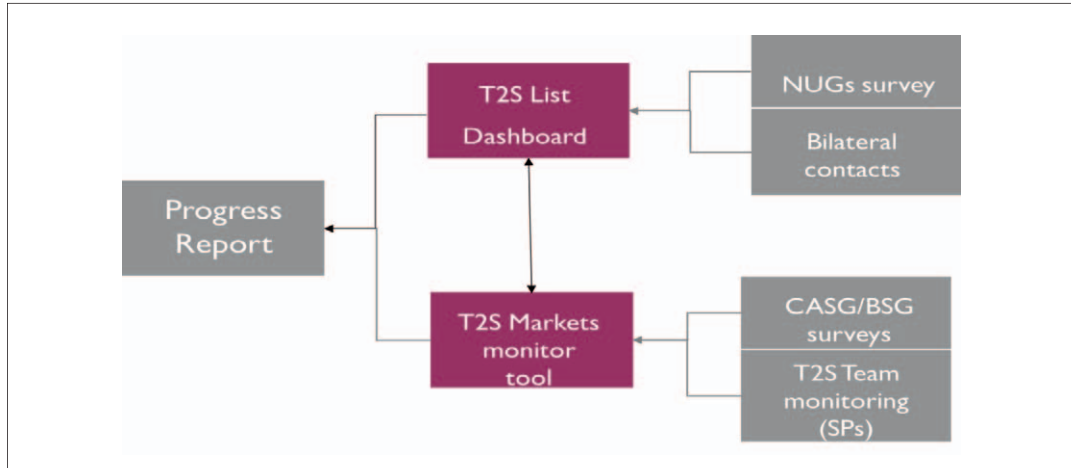 T2S List
Dashboard
NUGs survey
Bilateral
contacts
Progress
Report
T2S Markets
monitor
tool
CASG/BSG
surveys
T2S Team
monitoring
(SPs)